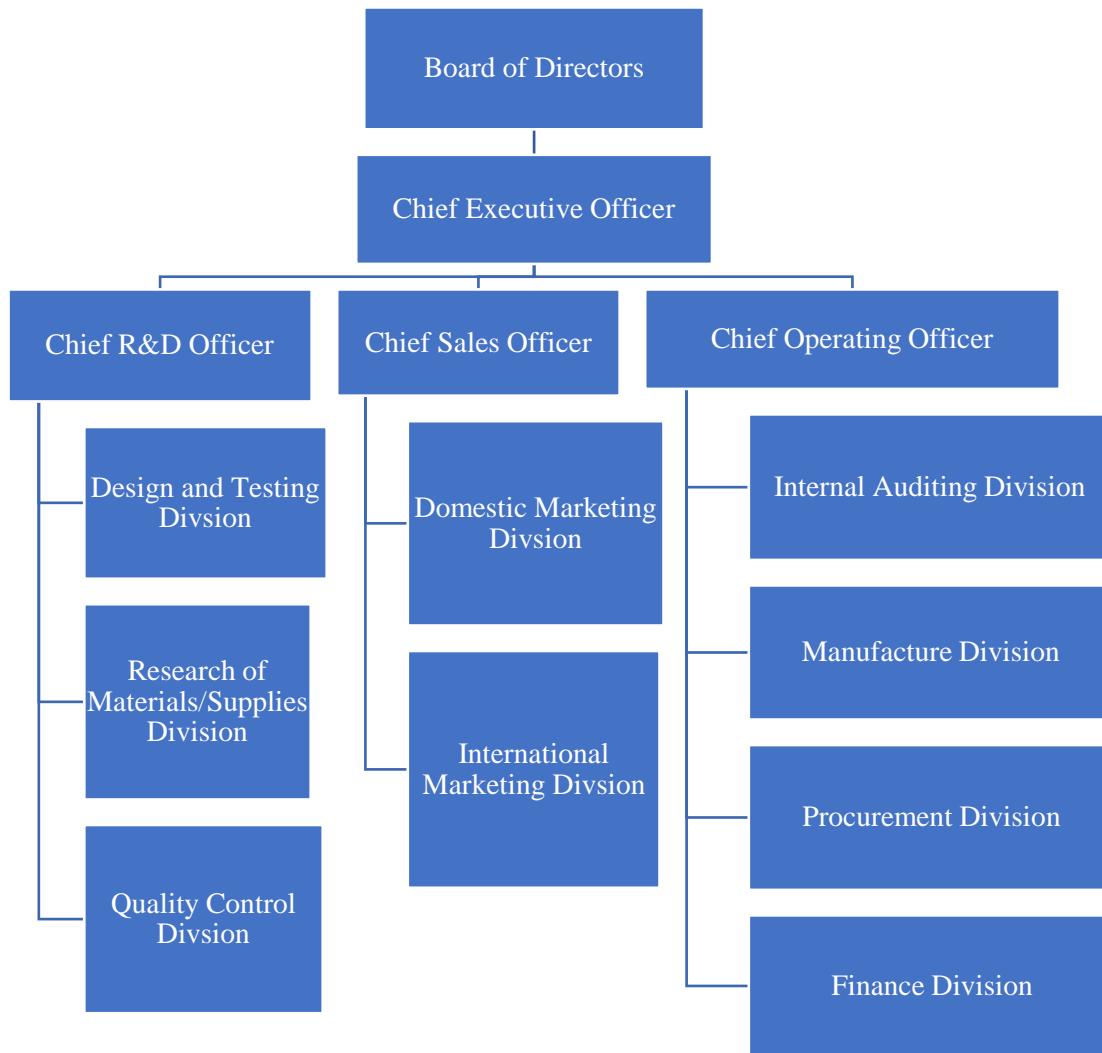 Board of Directors
Chief Executive Officer
Chief R&D Officer
Chief Sales Officer
Chief Operating Officer
Design and Testing
Divsion
Research of
Materials/Supplies
Division
Quality Control
Divsion
Domestic Marketing
Divsion
International
Marketing Divsion
Internal Auditing Division
Manufacture Division
Procurement Division
Finance Division